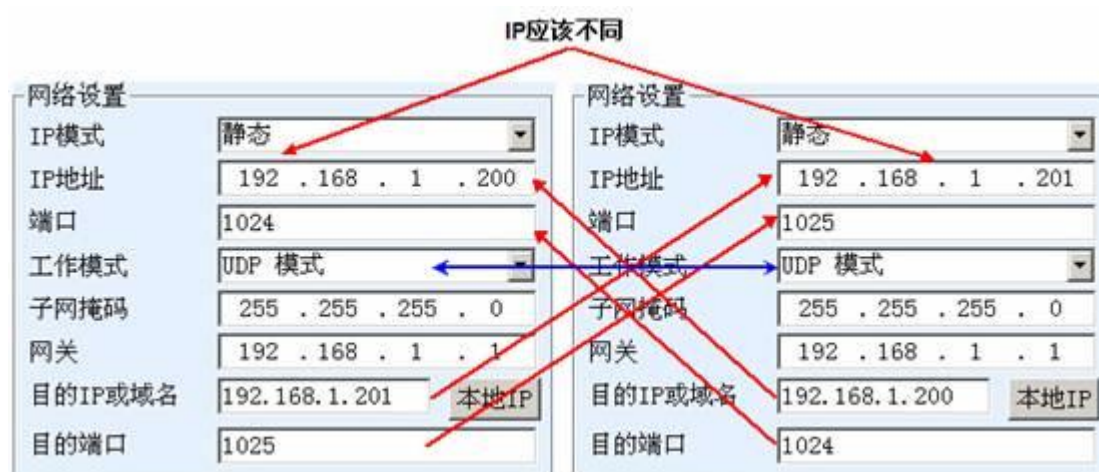 IP应该不同
网络设置
IP模式 静态
IP地址 192 . 168 . 1 . 200
端口 1024
工作模式 UDP 模式
子网掩码 255 . 255 . 255 . 0
网关 192 . 168 . 1 . 1
目的IP或域名 192.168.1.201 本地IP
目的端口 1025
网络设置
IP模式 静态
IP地址 192 . 168 . 1 . 201
端口 1025
工作模式 UDP 模式
子网掩码 255 . 255 . 255 . 0
网关 192 . 168 . 1 . 1
目的IP或域名 192.168.1.200 本地IP
目的端口 1024